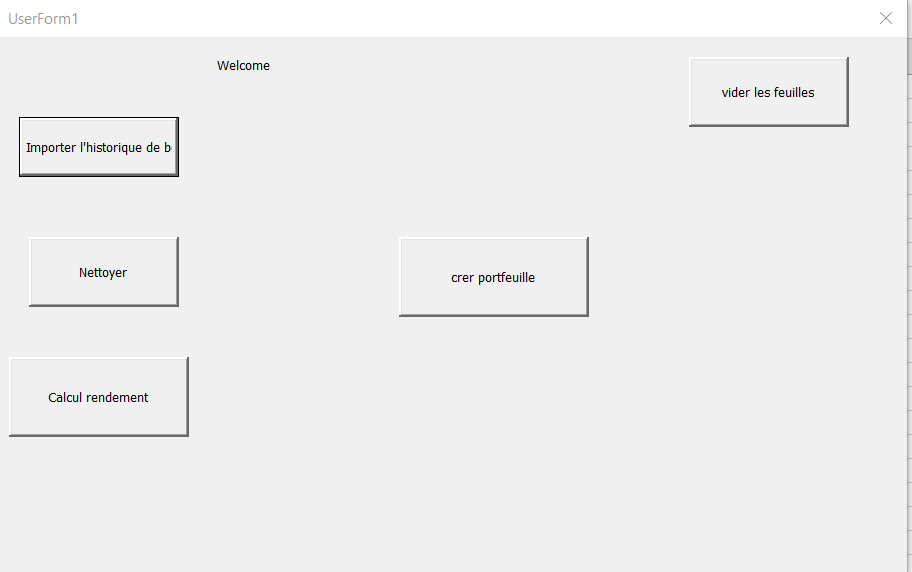 UserForm1
Welcome
vider les feuilles
Importer l'historique de b
Nettoyer
crer portfeuille
Calcul rendement